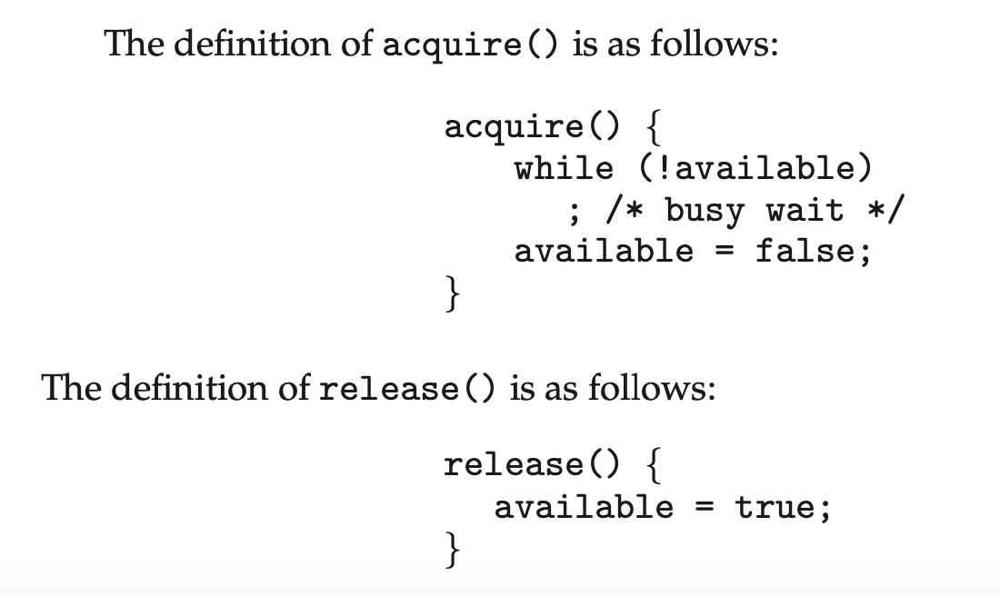 The definition of acquire() is as follows:
acquire() {
while (!available)
; /* busy wait */
available = false;
}
The definition of release() is as follows:
release() {
available = true;
}